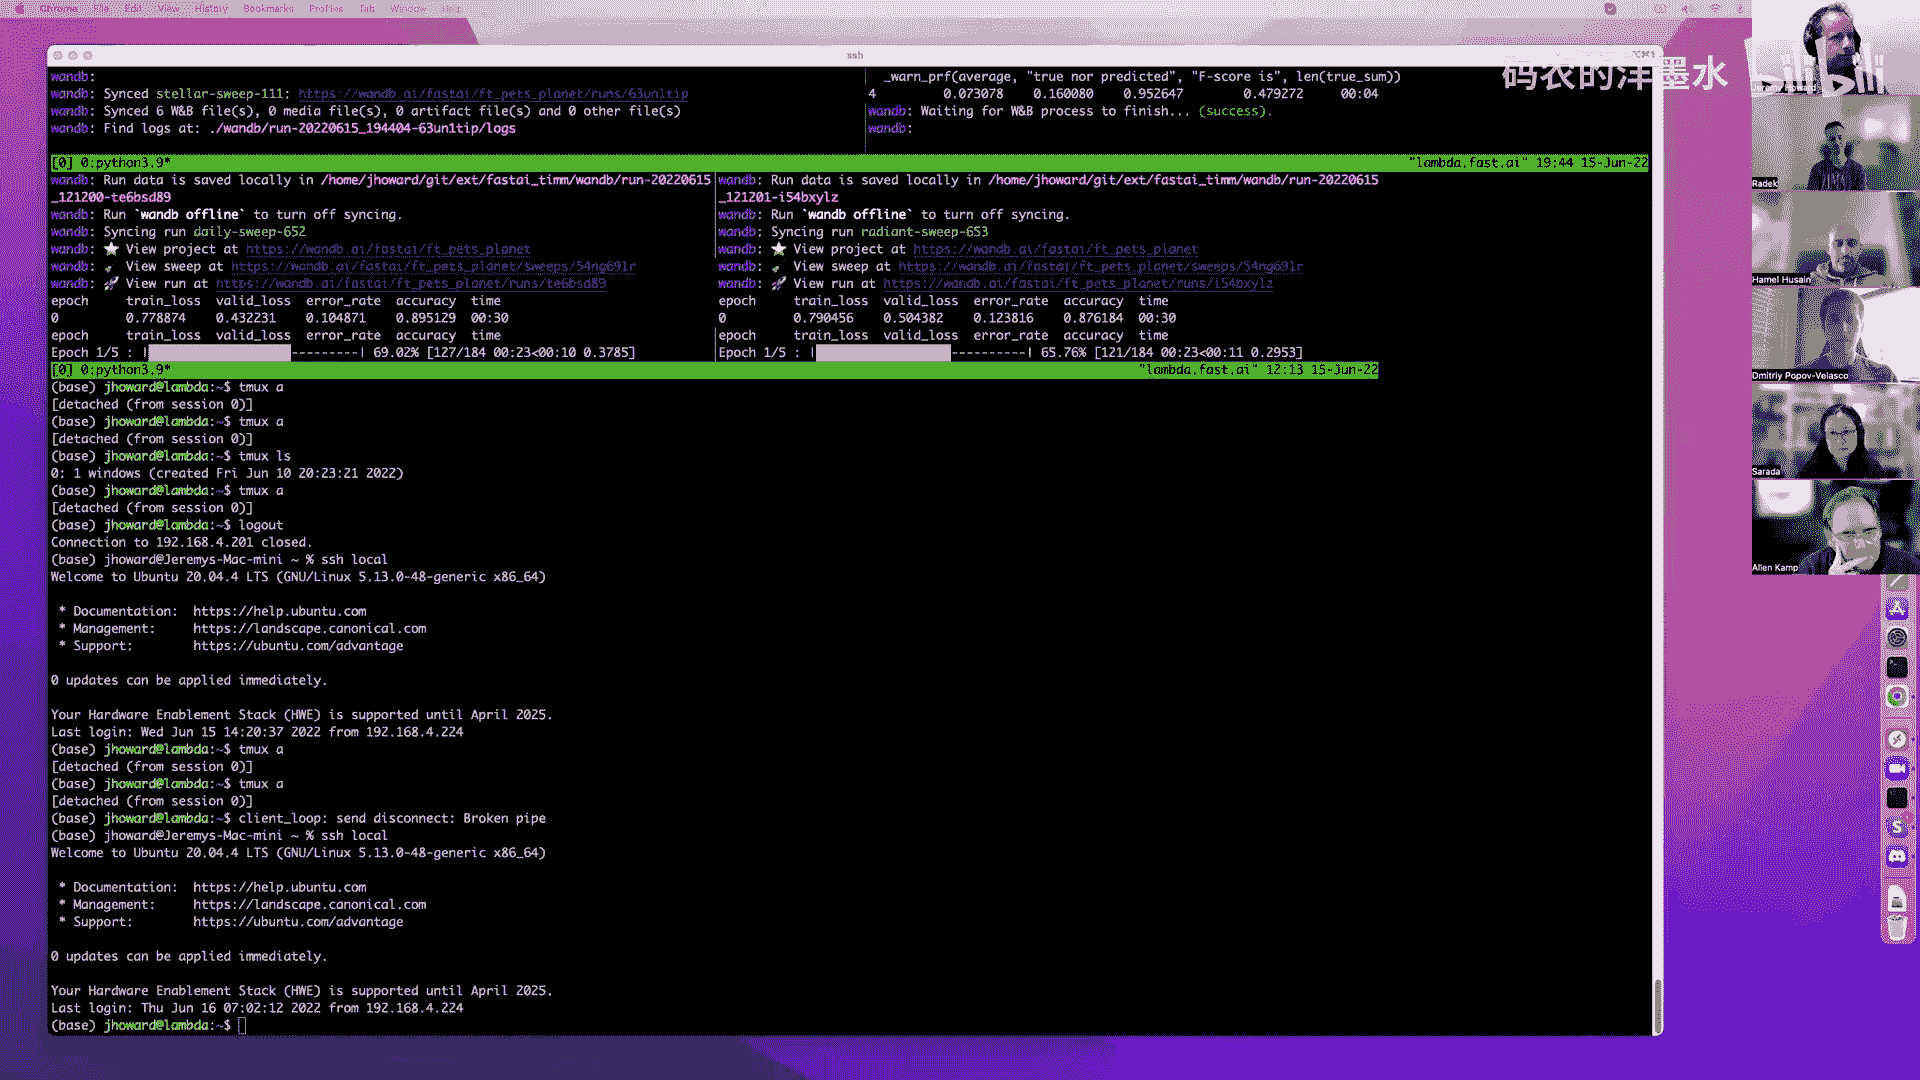 Chrome File Edit View History Bookmarks Profiles Tab Window Help
ssh
码农的洋墨水
bilibili
wandb:
wandb: Synced stellar-sweep-111: https://wandb.ai/fastai/ft_pets_planet/runs/63un1tip
wandb: Synced 6 W&B file(s), 0 media file(s), 0 artifact file(s) and 0 other file(s)
wandb: Find logs at: ./wandb/run-20220615_194404-63un1tip/logs
_warn_prf(average, "true nor predicted", "F-score is", len(true_sum))
4 0.073078 0.160080 0.952647 0.479272 00:04
wandb: Waiting for W&B process to finish... (success).
wandb:
[0] 0:python3.9* "lambda.fast.ai" 19:44 15-Jun-22
wandb: Run data is saved locally in /home/jhoward/git/ext/fastai_timm/wandb/run-20220615
_121200-te6bsd89
wandb: Run `wandb offline` to turn off syncing.
wandb: Syncing run daily-sweep-652
wandb: ⭐ View project at https://wandb.ai/fastai/ft_pets_planet
wandb: 🧹 View sweep at https://wandb.ai/fastai/ft_pets_planet/sweeps/54ng691r
wandb: 🚀 View run at https://wandb.ai/fastai/ft_pets_planet/runs/te6bsd89
epoch train_loss valid_loss error_rate accuracy time
0 0.778874 0.432231 0.104871 0.895129 00:30
epoch train_loss valid_loss error_rate accuracy time
Epoch 1/5 : |----------| 69.02% [127/184 00:23<00:10 0.3785]
wandb: Run data is saved locally in /home/jhoward/git/ext/fastai_timm/wandb/run-20220615
_121201-i54bxylz
wandb: Run `wandb offline` to turn off syncing.
wandb: Syncing run radiant-sweep-653
wandb: ⭐ View project at https://wandb.ai/fastai/ft_pets_planet
wandb: 🧹 View sweep at https://wandb.ai/fastai/ft_pets_planet/sweeps/54ng691r
wandb: 🚀 View run at https://wandb.ai/fastai/ft_pets_planet/runs/i54bxylz
epoch train_loss valid_loss error_rate accuracy time
0 0.790456 0.504382 0.123816 0.876184 00:30
epoch train_loss valid_loss error_rate accuracy time
Epoch 1/5 : |----------| 65.76% [121/184 00:23<00:11 0.2953]
[0] 0:python3.9* "lambda.fast.ai" 12:13 15-Jun-22
(base) jhoward@lambda:~$ tmux a
[detached (from session 0)]
(base) jhoward@lambda:~$ tmux a
[detached (from session 0)]
(base) jhoward@lambda:~$ tmux ls
0: 1 windows (created Fri Jun 10 20:23:21 2022)
(base) jhoward@lambda:~$ tmux a
[detached (from session 0)]
(base) jhoward@lambda:~$ logout
Connection to 192.168.4.201 closed.
(base) jhoward@Jeremys-Mac-mini ~ % ssh local
Welcome to Ubuntu 20.04.4 LTS (GNU/Linux 5.13.0-48-generic x86_64)
* Documentation: https://help.ubuntu.com
* Management: https://landscape.canonical.com
* Support: https://ubuntu.com/advantage
0 updates can be applied immediately.
Your Hardware Enablement Stack (HWE) is supported until April 2025.
Last login: Wed Jun 15 14:20:37 2022 from 192.168.4.224
(base) jhoward@lambda:~$ tmux a
[detached (from session 0)]
(base) jhoward@lambda:~$ tmux a
[detached (from session 0)]
(base) jhoward@lambda:~$ client_loop: send disconnect: Broken pipe
(base) jhoward@Jeremys-Mac-mini ~ % ssh local
Welcome to Ubuntu 20.04.4 LTS (GNU/Linux 5.13.0-48-generic x86_64)
* Documentation: https://help.ubuntu.com
* Management: https://landscape.canonical.com
* Support: https://ubuntu.com/advantage
0 updates can be applied immediately.
Your Hardware Enablement Stack (HWE) is supported until April 2025.
Last login: Thu Jun 16 07:02:12 2022 from 192.168.4.224
(base) jhoward@lambda:~$
Jeremy Howard
Radek
Hamel Husain
Dmitriy Popov-Velasco
Sarada
Allen Kamp